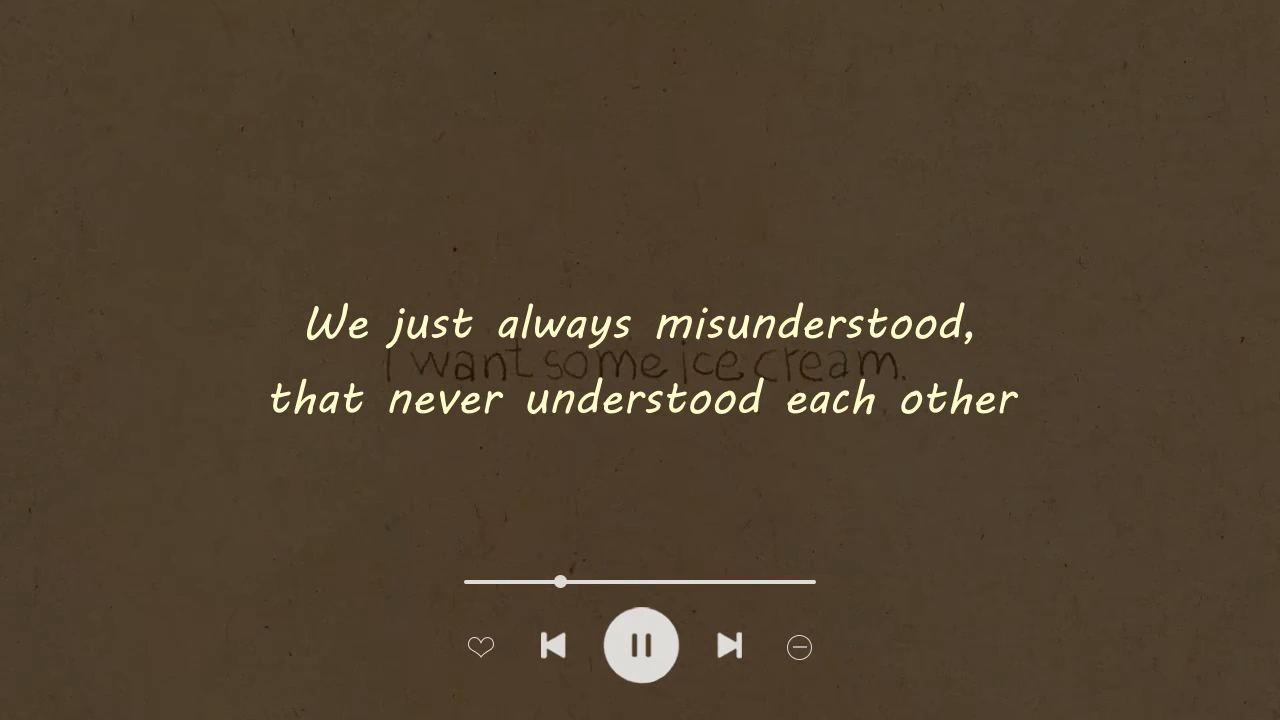 We just always misunderstood,
I want some ice cream.
that never understood each other